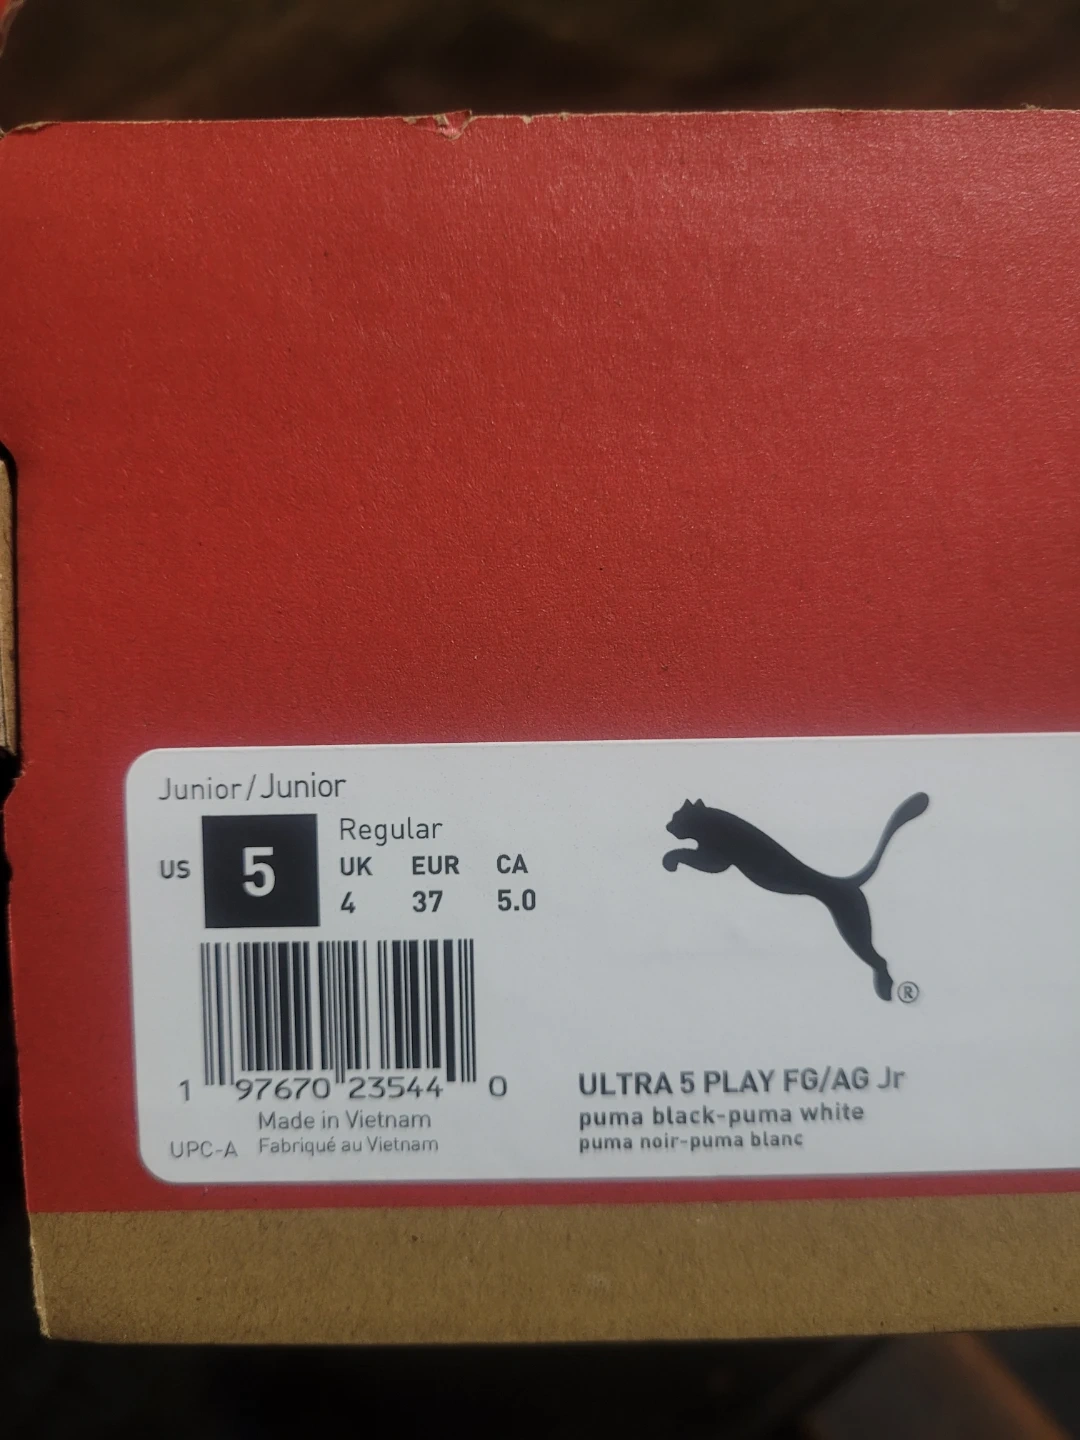 Junior/Junior
US 5
Regular
UK EUR CA
4 37 5.0
1 97670 23544 0
Made in Vietnam
UPC-A Fabriqué au Vietnam
®
ULTRA 5 PLAY FG/AG Jr
puma black-puma white
puma noir-puma blanc